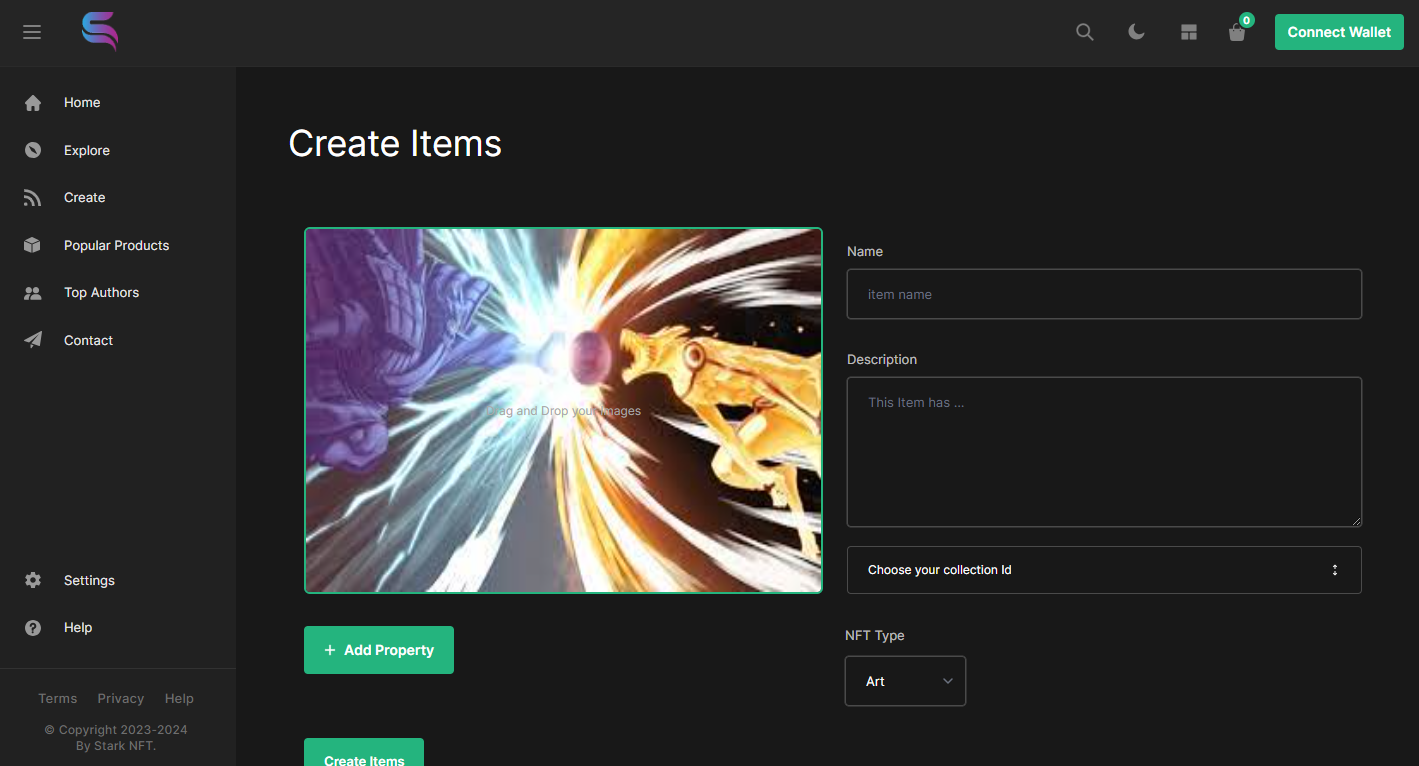 0
Connect Wallet
Home
Explore
Create
Popular Products
Top Authors
Contact
Settings
Help
Terms Privacy Help
© Copyright 2023-2024
By Stark NFT.
Create Items
Drag and Drop your images
Add Property
Create Items
Name
item name
Description
This Item has ...
Choose your collection Id
NFT Type
Art